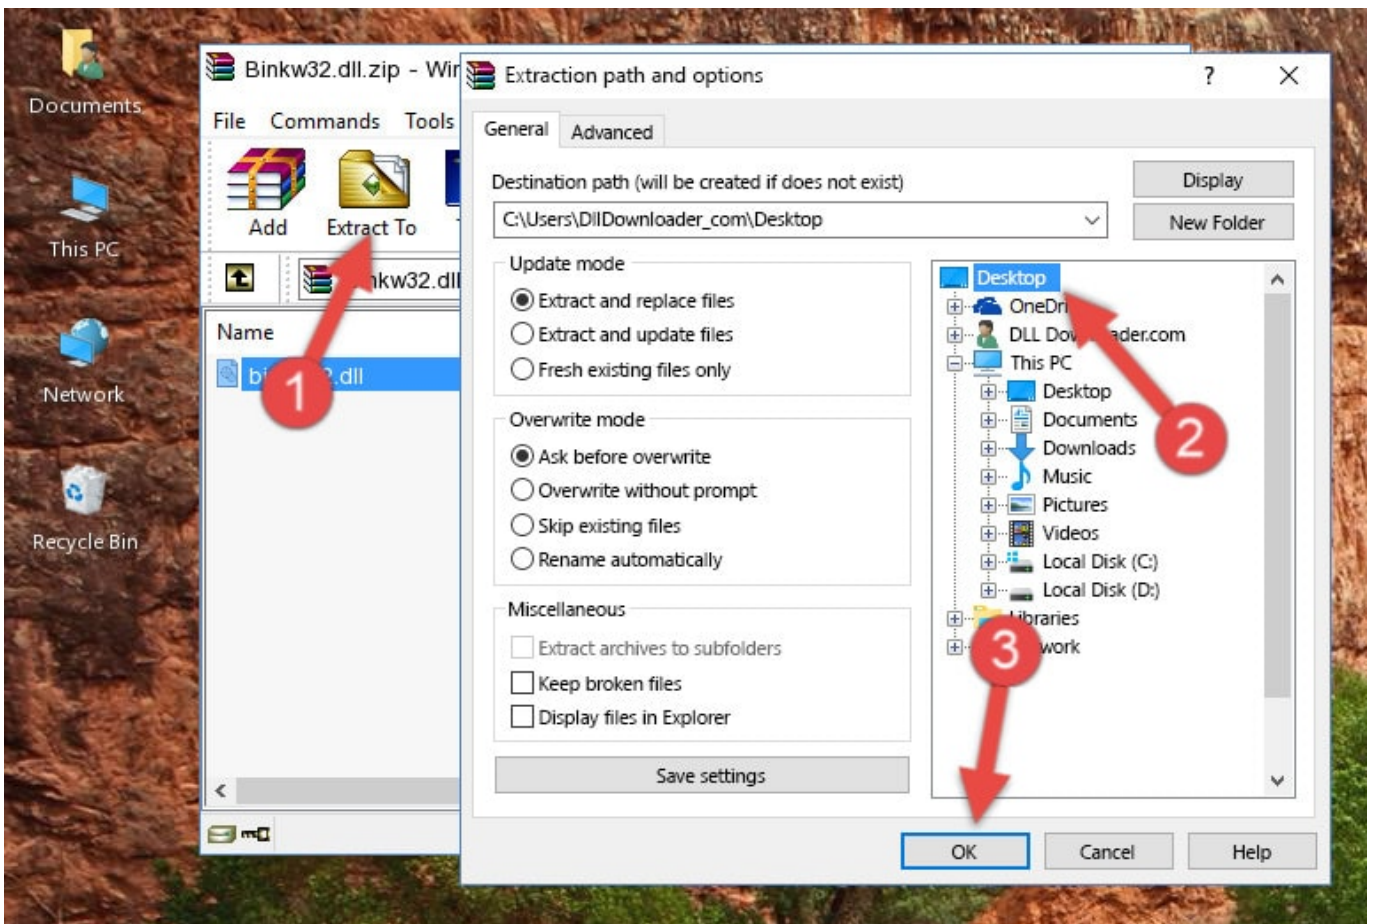 Documents
This PC
Network
Recycle Bin
Binkw32.dll.zip - Wir
File Commands Tools
Add
Extract To
kw32.dll
Name
.dll
1
Extraction path and options
?
General
Advanced
Destination path (will be created if does not exist)
Display
C:\Users\DllDownloader_com\Desktop
New Folder
Update mode
Extract and replace files
Extract and update files
Fresh existing files only
Overwrite mode
Ask before overwrite
Overwrite without prompt
Skip existing files
Rename automatically
Miscellaneous
Extract archives to subfolders
Keep broken files
Display files in Explorer
Save settings
Desktop
OneDri
DLL Do ader.com
This PC
Desktop
Documents
2
Downloads
Music
Pictures
Videos
Local Disk (C:)
Local Disk (D:)
braries
3
work
OK
Cancel
Help